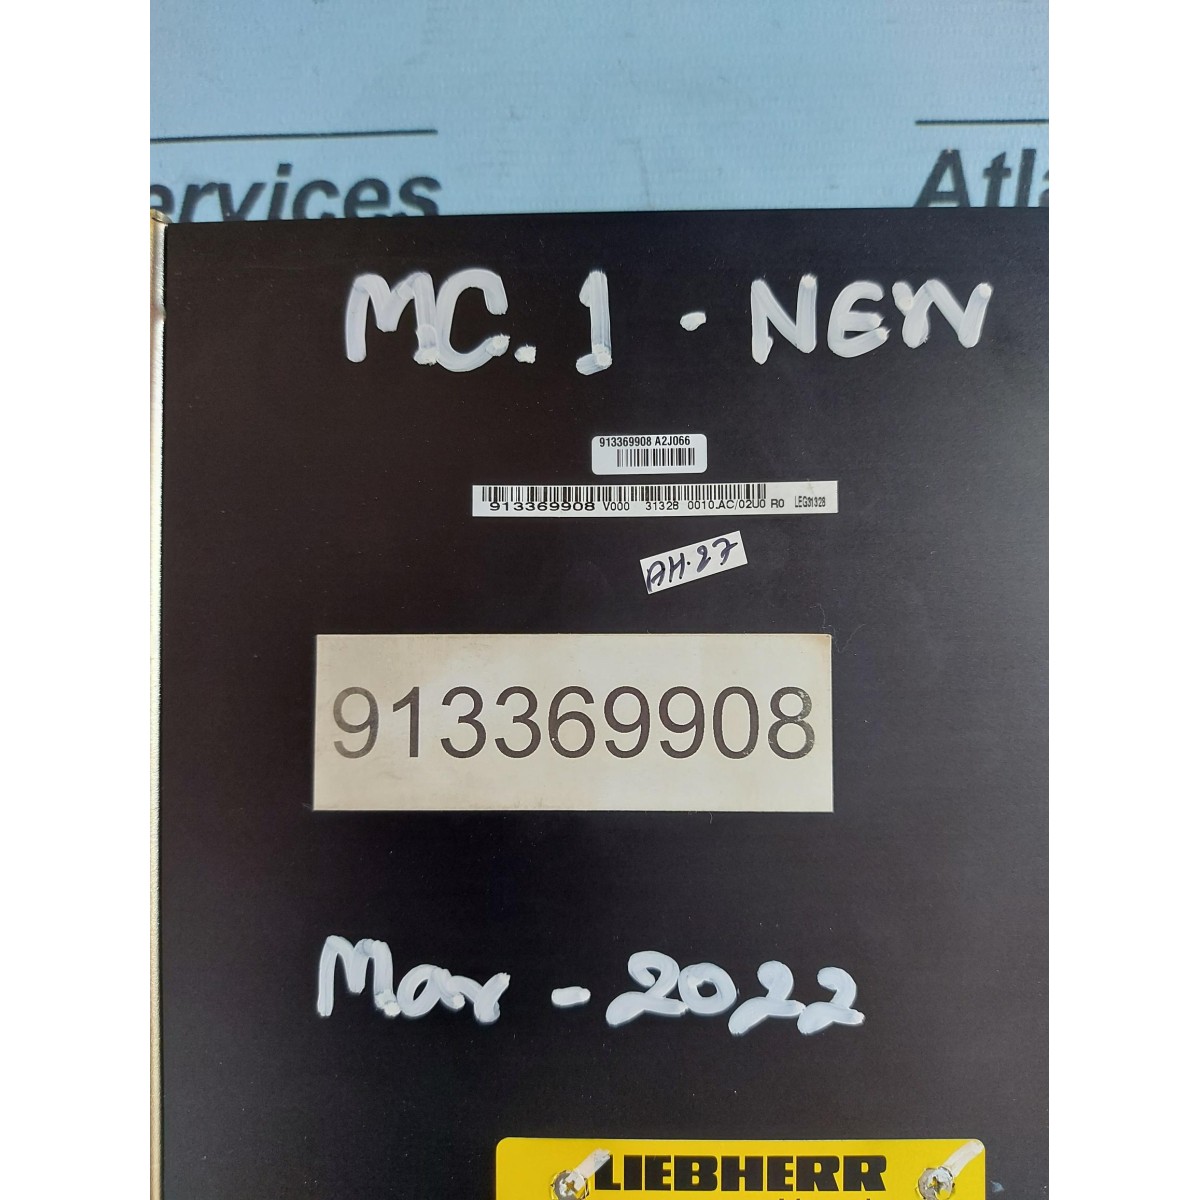 ervices Atla
MC. 1 - NEW
913369908 A2J066
913369908 V000 31328 0010.AC/02U0 R0 LEG31328
AH-27
913369908
Mar - 2022
LIEBHERR